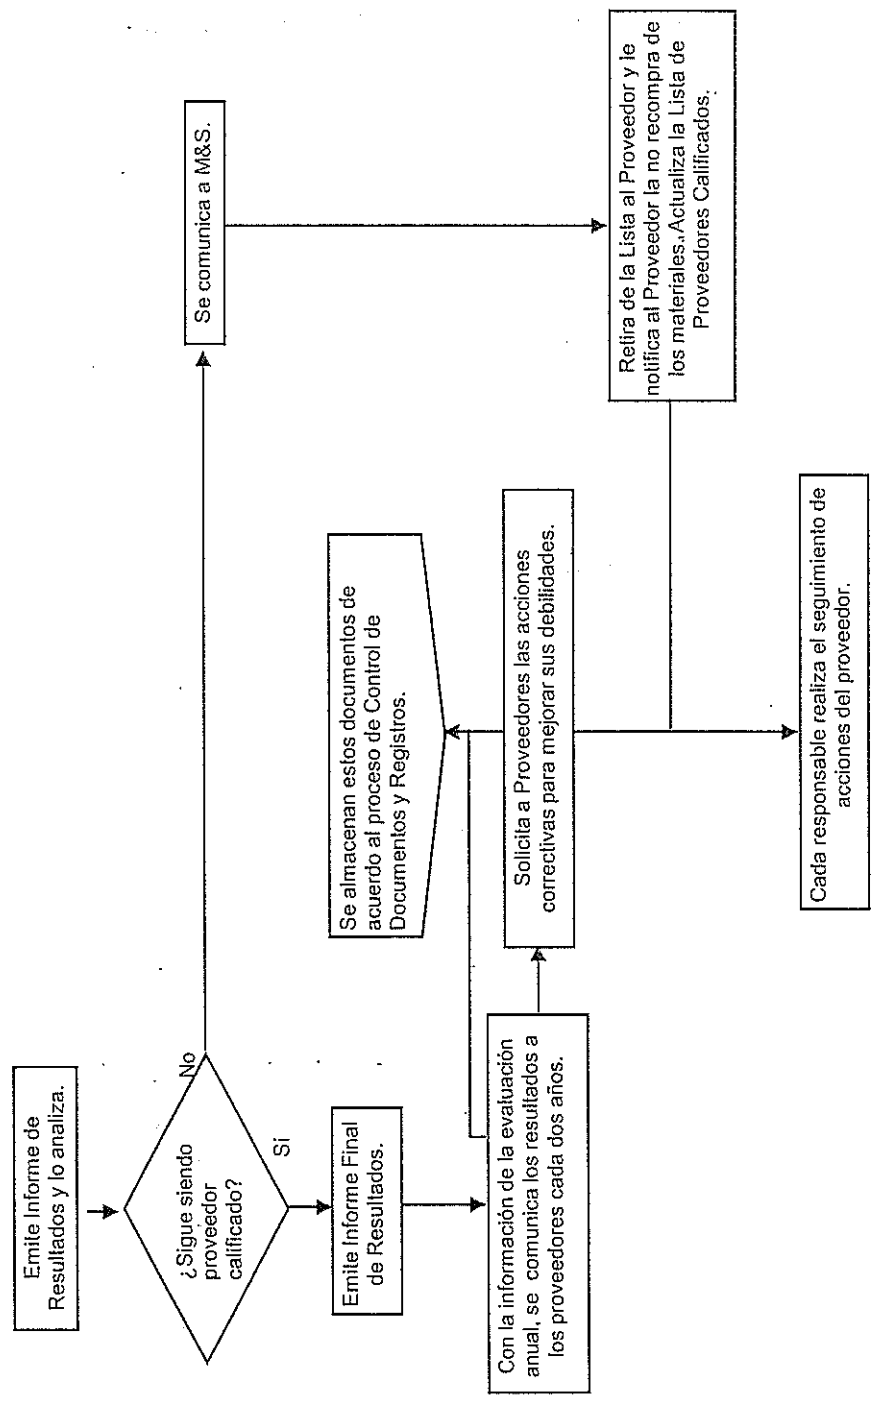 Emite Informe de
Resultados y lo analiza.
¿Sigue siendo
proveedor
calificado?
No
Sí
Se comunica a M&S.
Emite Informe Final
de Resultados.
Se almacenan estos documentos de
acuerdo al proceso de Control de
Documentos y Registros.
Con la información de la evaluación
anual, se comunica los resultados a
los proveedores cada dos años.
Solicita a Proveedores las acciones
correctivas para mejorar sus debilidades.
Retira de la Lista al Proveedor y le
notifica al Proveedor la no recompra de
los materiales. Actualiza la Lista de
Proveedores Calificados.
Cada responsable realiza el seguimiento de
acciones del proveedor.